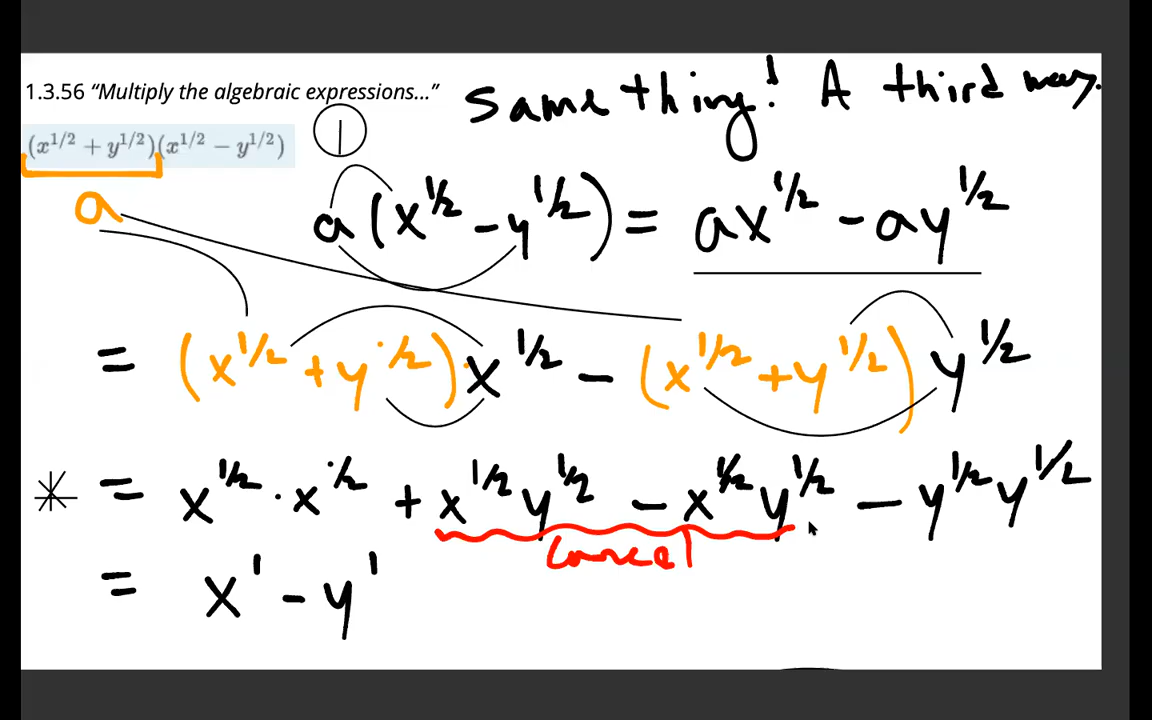 1.3.56 "Multiply the algebraic expressions..."
same thing! A third way.
(x^{1/2} + y^{1/2})(x^{1/2} − y^{1/2})
①
a
a(x^{1/2} − y^{1/2}) = ax^{1/2} − ay^{1/2}
= (x^{1/2} + y^{1/2})x^{1/2} − (x^{1/2} + y^{1/2})y^{1/2}
* = x^{1/2} · x^{1/2} + x^{1/2}y^{1/2} − x^{1/2}y^{1/2} − y^{1/2}y^{1/2}
cancel
= x^1 − y^1